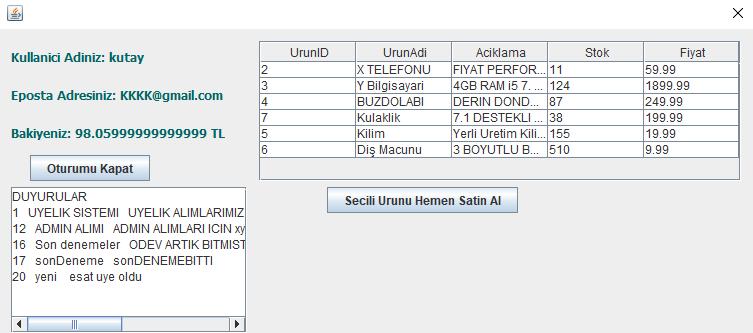 Kullanici Adiniz: kutay
Eposta Adresiniz: KKKK@gmail.com
Bakiyeniz: 98.05999999999999 TL
Oturumu Kapat
DUYURULAR
1 UYELIK SISTEMI UYELIK ALIMLARIMIZ
12 ADMIN ALIMI ADMIN ALIMLARI ICIN xy
16 Son denemeler ODEV ARTIK BITMIST
17 sonDeneme sonDENEMEBITTI
20 yeni esat uye oldu
UrunID UrunAdi Aciklama Stok Fiyat
2 X TELEFONU FIYAT PERFOR... 11 59.99
3 Y Bilgisayari 4GB RAM i5 7. ... 124 1899.99
4 BUZDOLABI DERIN DOND... 87 249.99
7 Kulaklik 7.1 DESTEKLI ... 38 199.99
5 Kilim Yerli Uretim Kili... 155 19.99
6 Diş Macunu 3 BOYUTLU B... 510 9.99
Secili Urunu Hemen Satin Al